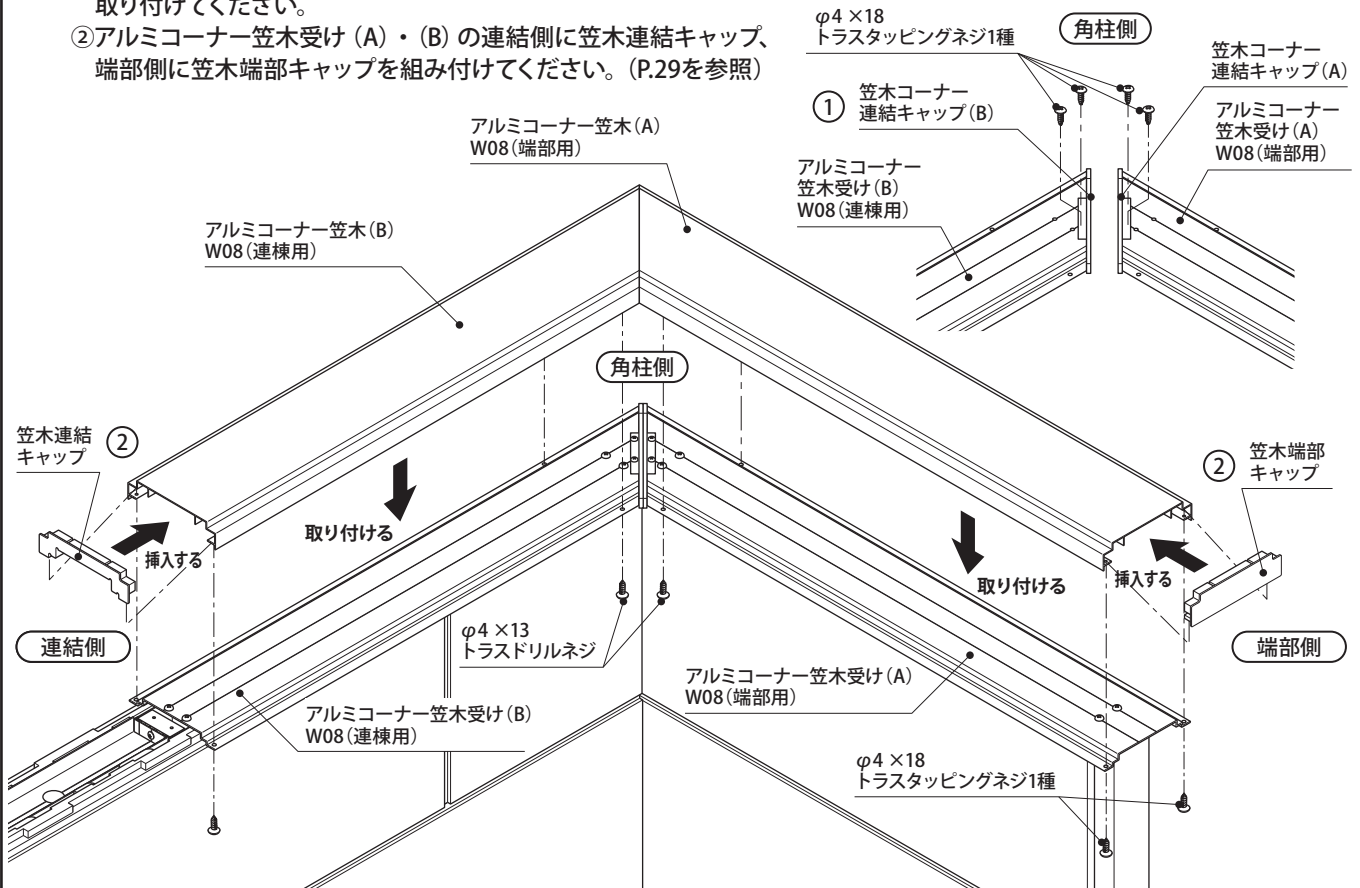 取り付けてください。
②アルミコーナー笠木受け（A）・（B）の連結側に笠木連結キャップ、
端部側に笠木端部キャップを組み付けてください。（P.29を参照）
φ4×18
トラスタッピングネジ1種
角柱側
笠木コーナー
連結キャップ（A）
①
笠木コーナー
連結キャップ（B）
アルミコーナー
笠木受け（A）
W08（端部用）
アルミコーナー
笠木受け（B）
W08（連棟用）
アルミコーナー笠木（A）
W08（端部用）
アルミコーナー笠木（B）
W08（連棟用）
角柱側
笠木連結
キャップ
②
②
笠木端部
キャップ
取り付ける
挿入する
取り付ける
挿入する
連結側
端部側
φ4×13
トラスドリルネジ
アルミコーナー笠木受け（A）
W08（端部用）
アルミコーナー笠木受け（B）
W08（連棟用）
φ4×18
トラスタッピングネジ1種